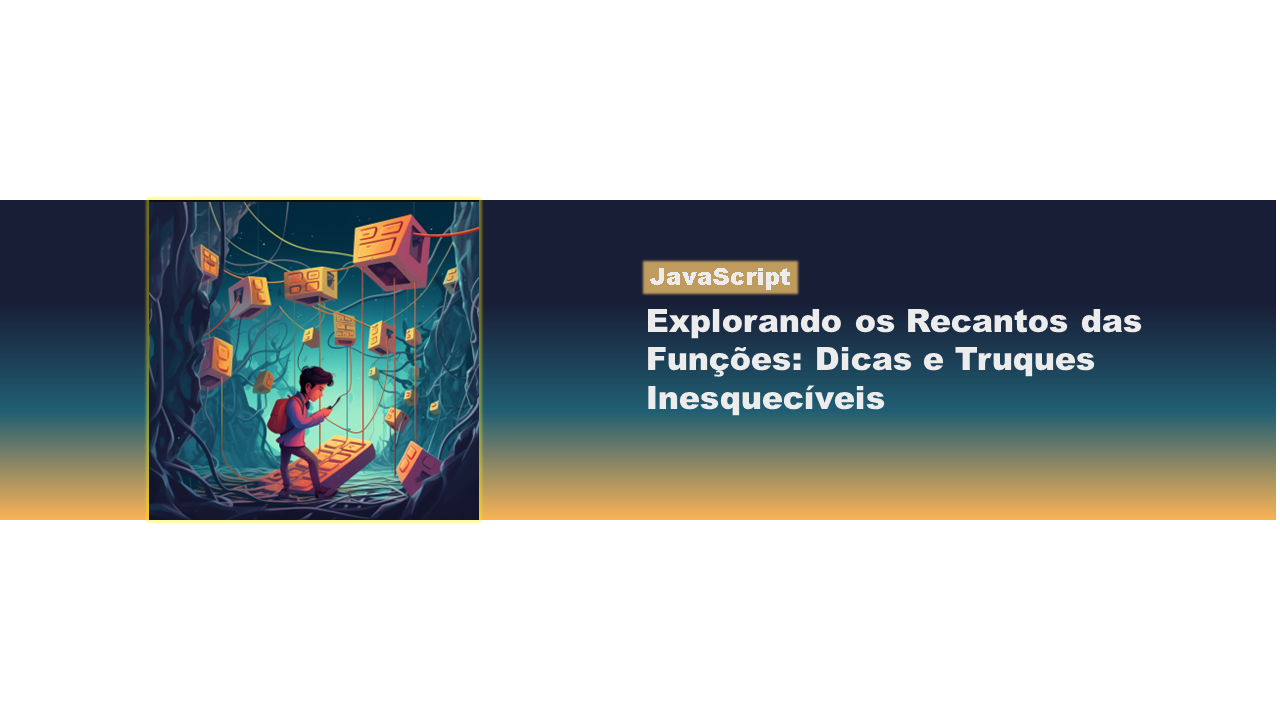 JavaScript
Explorando os Recantos das
Funções: Dicas e Truques
Inesquecíveis